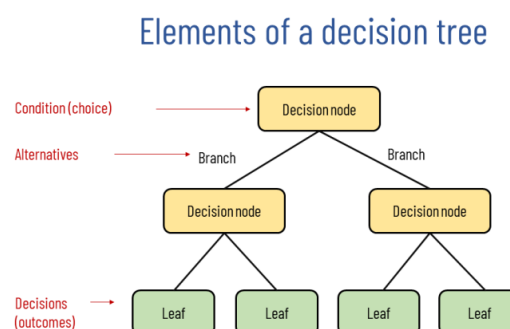 Elements of a decision tree
Condition (choice)
Decision node
Alternatives
Branch
Branch
Decision node
Decision node
Decisions
(outcomes)
Leaf
Leaf
Leaf
Leaf